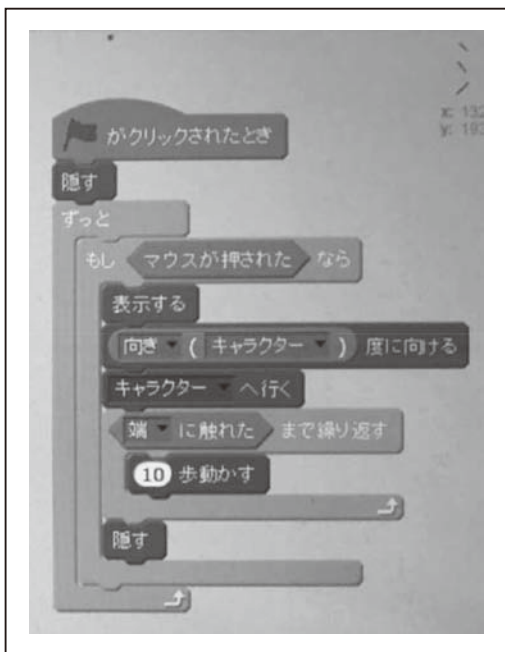 x: 132
y: 193
がクリックされたとき
隠す
ずっと
もし マウスが押された なら
表示する
向き ( キャラクター ) 度に向ける
キャラクター へ行く
端 に触れた まで繰り返す
10 歩動かす
隠す